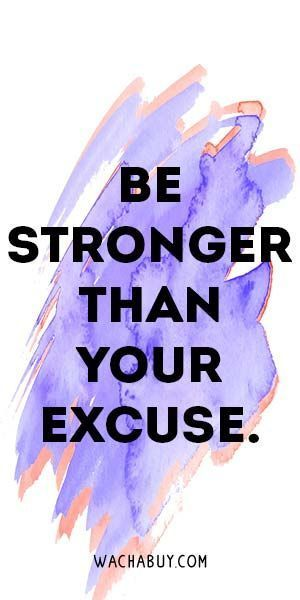 BE
STRONGER
THAN
YOUR
EXCUSE.
WACHABUY.COM